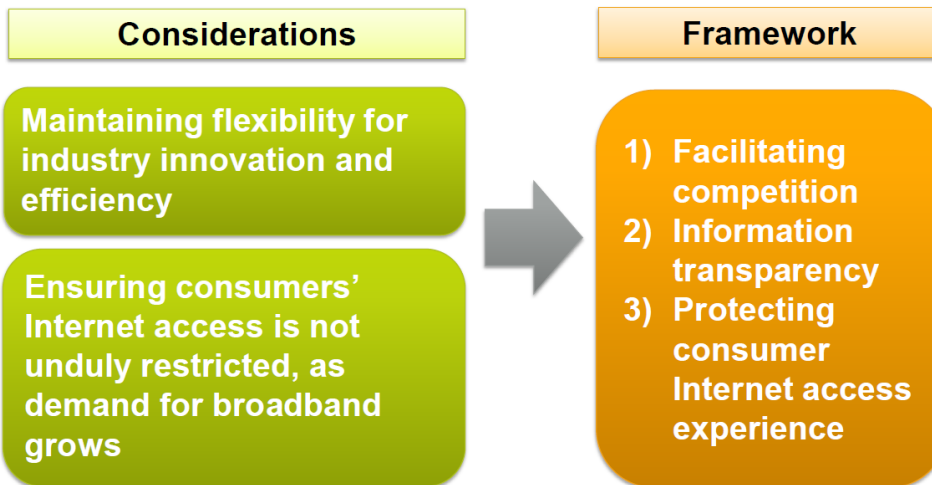 Considerations
Maintaining flexibility for
industry innovation and
efficiency
Ensuring consumers’
Internet access is not
unduly restricted, as
demand for broadband
grows
Framework
1) Facilitating
competition
2) Information
transparency
3) Protecting
consumer
Internet access
experience